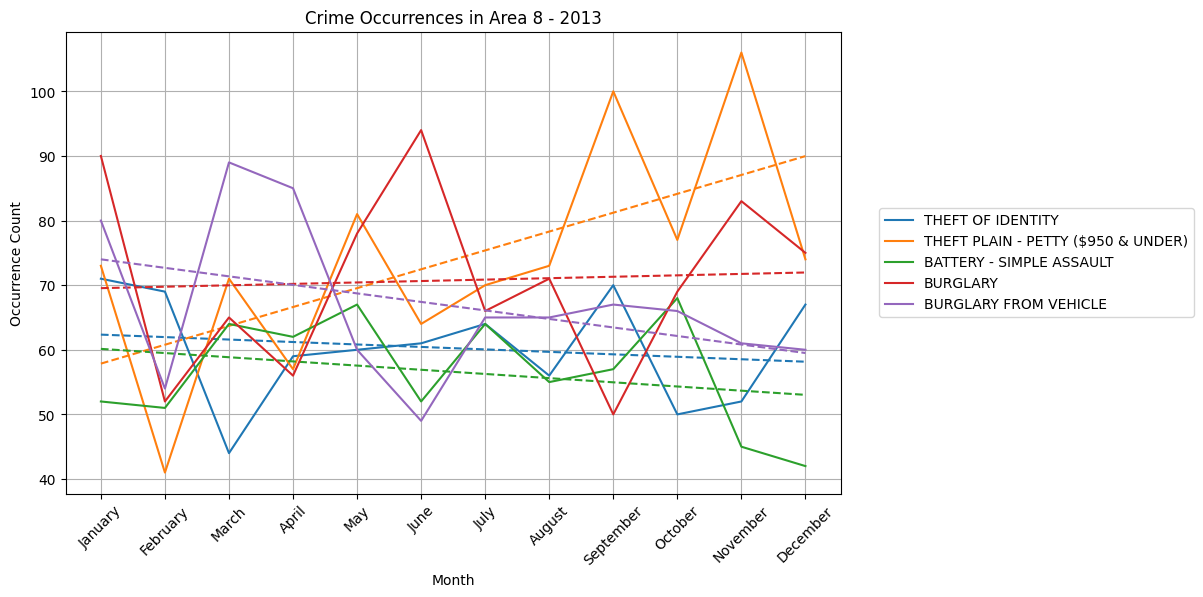 Crime Occurrences in Area 8 - 2013
Occurrence Count
100
90
80
70
60
50
40
January
February
March
April
May
June
July
August
September
October
November
December
Month
THEFT OF IDENTITY
THEFT PLAIN - PETTY ($950 & UNDER)
BATTERY - SIMPLE ASSAULT
BURGLARY
BURGLARY FROM VEHICLE